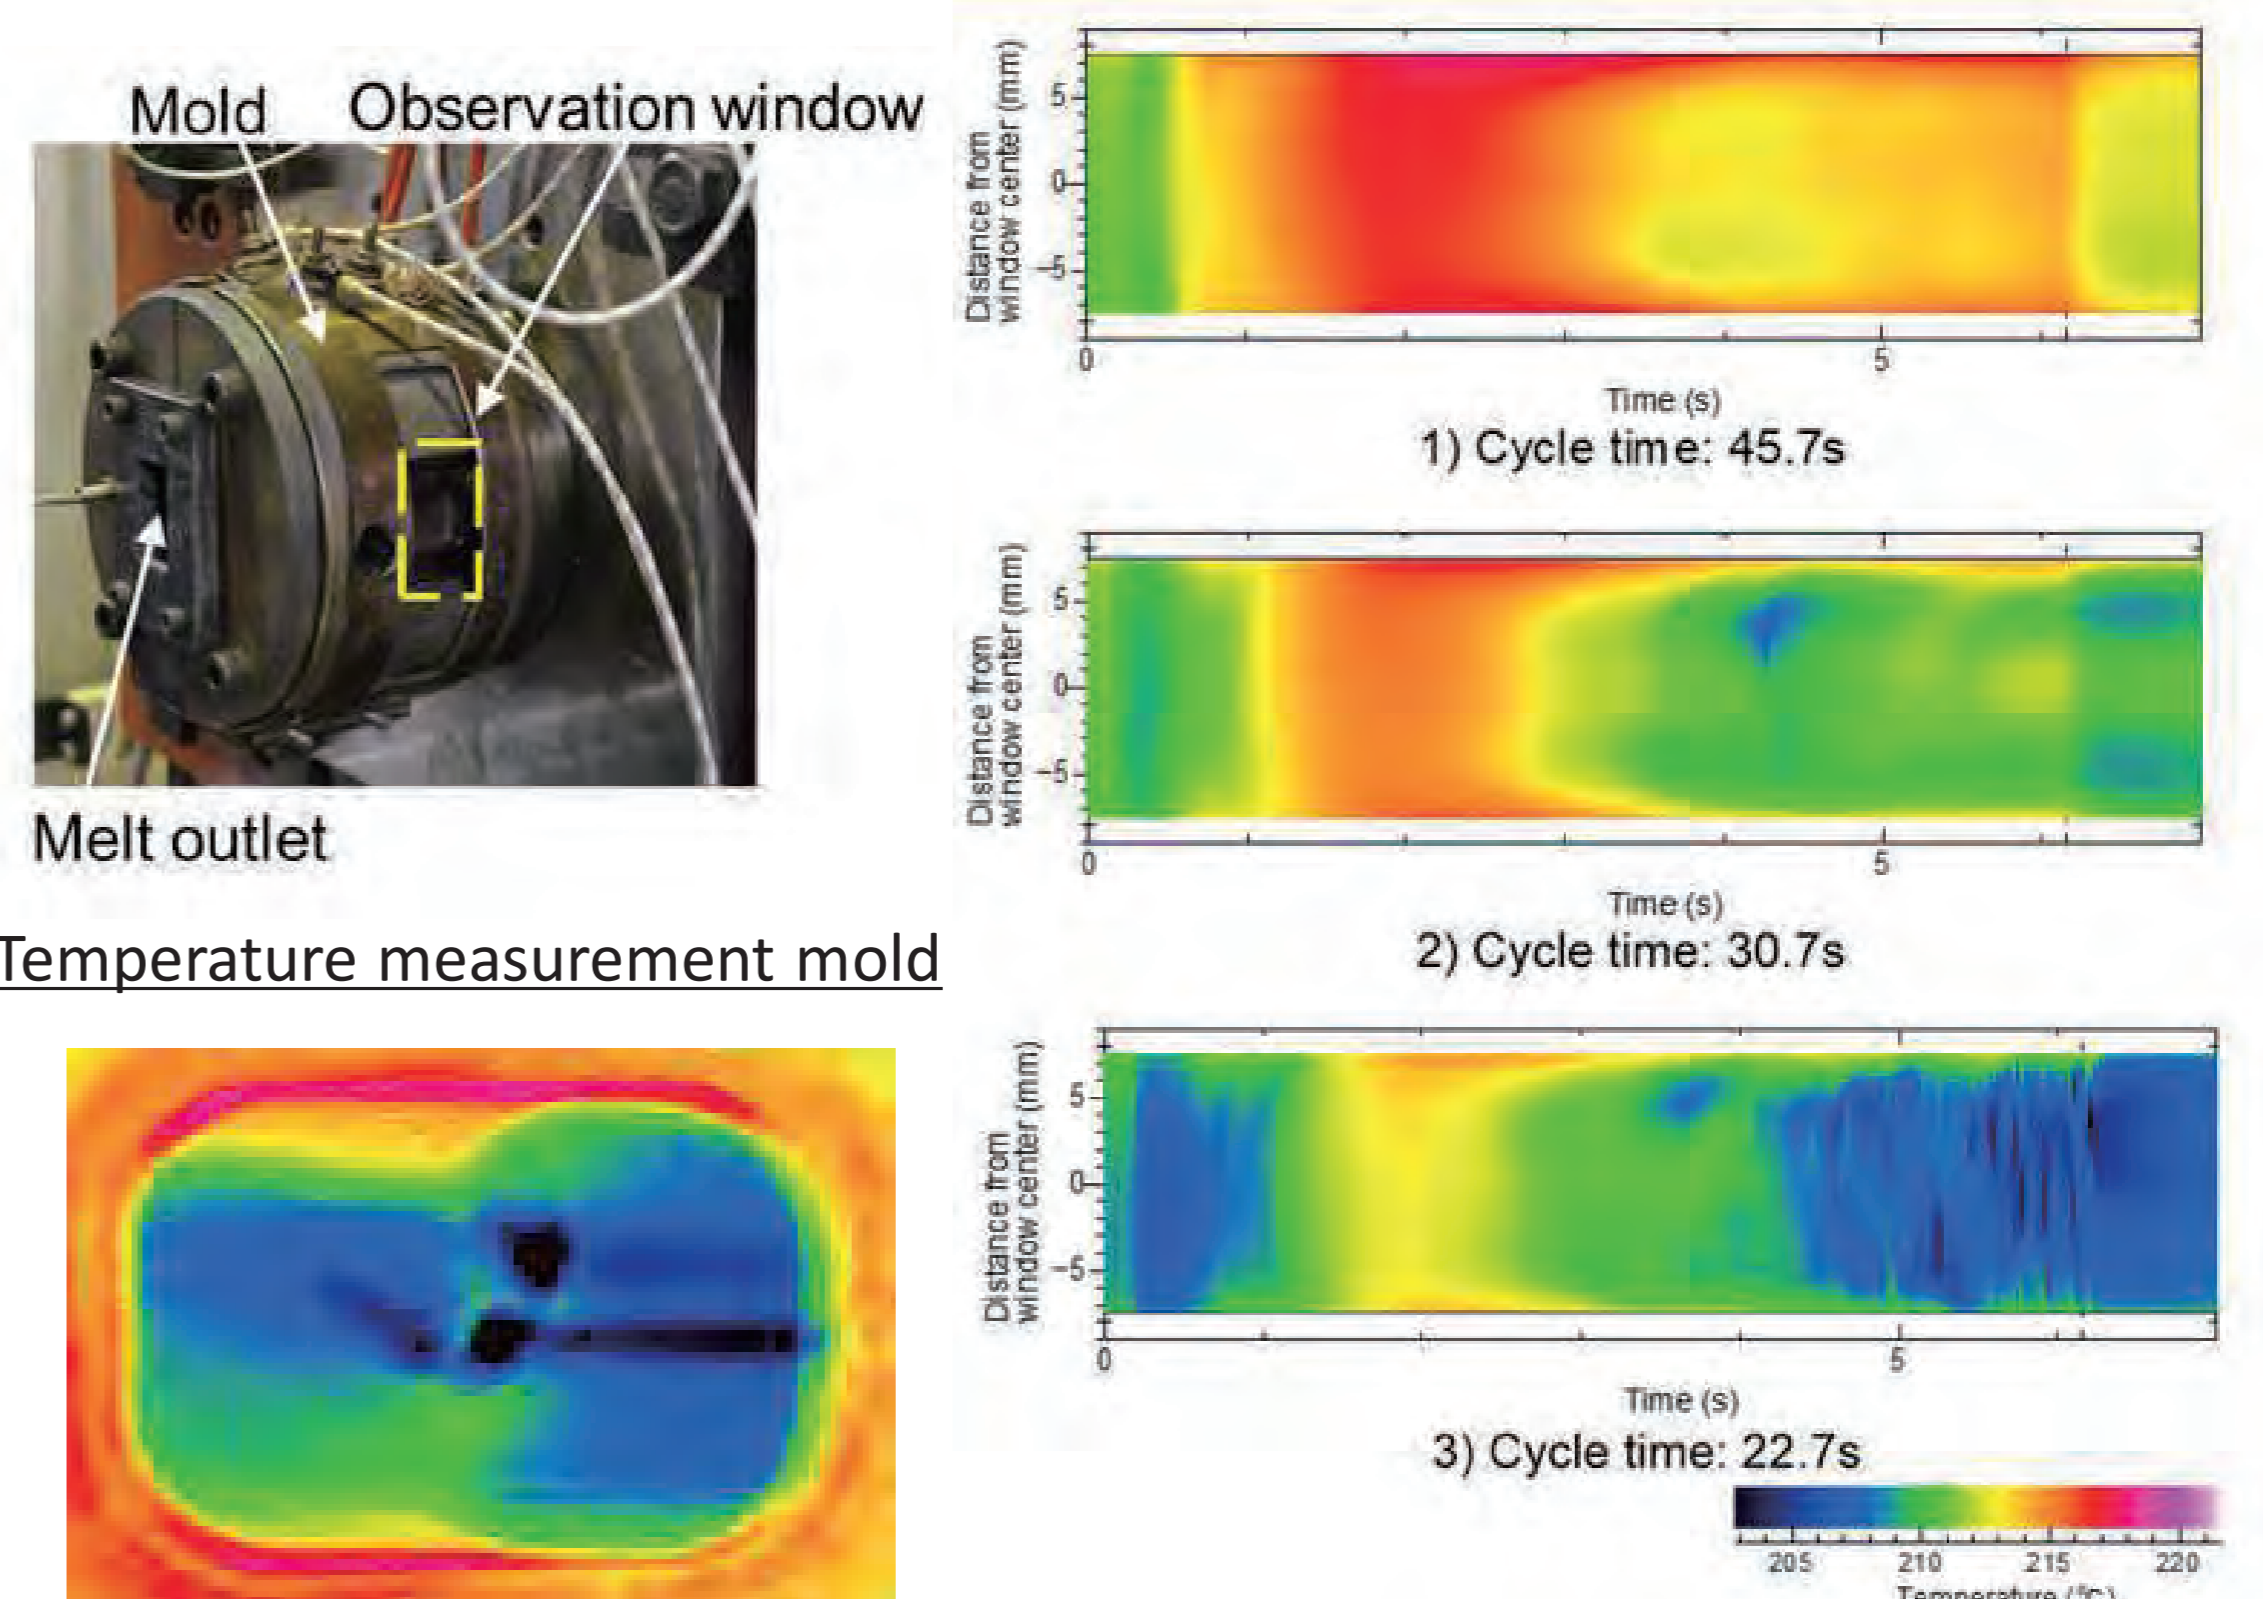 Mold
Observation window
Melt outlet
Temperature measurement mold
Distance from
window center (mm)
5
0
−5
0
5
Time (s)
1) Cycle time: 45.7s
Distance from
window center (mm)
5
0
−5
0
5
Time (s)
2) Cycle time: 30.7s
Distance from
window center (mm)
5
0
−5
0
5
Time (s)
3) Cycle time: 22.7s
205
210
215
220
Temperature (℃)